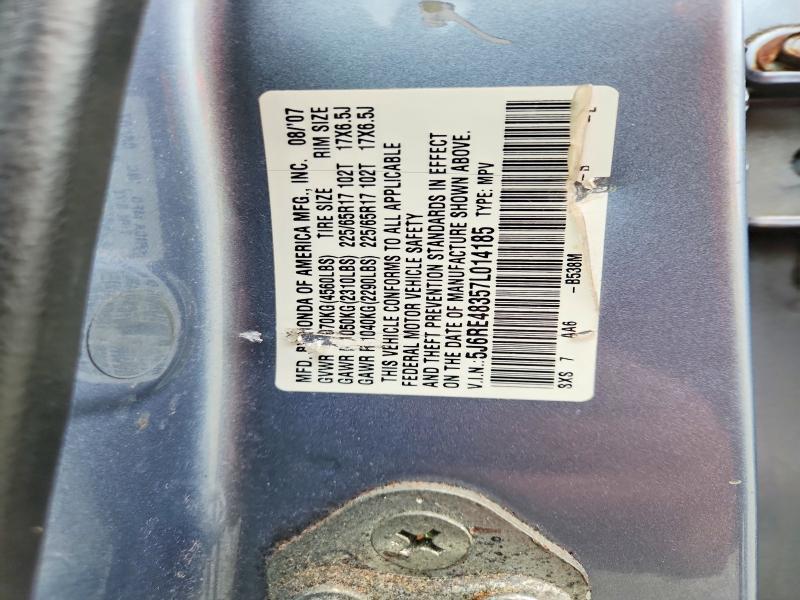 MFD. HONDA OF AMERICA MFG., INC. 08/'07
GVWR 070KG(4560LBS) TIRE SIZE RIM SIZE
GAWR 050KG(2310LBS) 225/65R17 102T 17X6.5J
GAWR 1040KG(2290LBS) 225/65R17 102T 17X6.5J
THIS VEHICLE CONFORMS TO ALL APPLICABLE
FEDERAL MOTOR VEHICLE SAFETY
AND THEFT PREVENTION STANDARDS IN EFFECT
ON THE DATE OF MANUFACTURE SHOWN ABOVE.
V.I.N.:5J6RE48357L014185 TYPE: MPV
SXS 7 AA6 -B538M